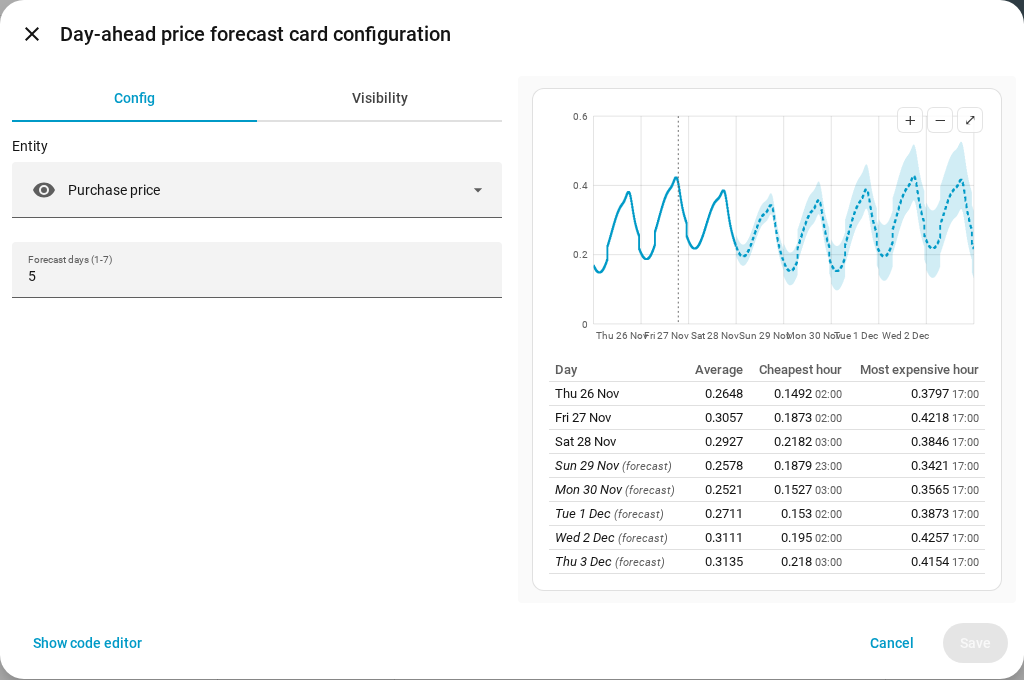 Day-ahead price forecast card configuration
Config
Visibility
Entity
Purchase price
Forecast days (1-7)
5
0.6
0.4
0.2
0
Thu 26 Nov Fri 27 Nov Sat 28 Nov Sun 29 Nov Mon 30 Nov Tue 1 Dec Wed 2 Dec
Day Average Cheapest hour Most expensive hour
Thu 26 Nov 0.2648 0.1492 02:00 0.3797 17:00
Fri 27 Nov 0.3057 0.1873 02:00 0.4218 17:00
Sat 28 Nov 0.2927 0.2182 03:00 0.3846 17:00
Sun 29 Nov (forecast) 0.2578 0.1879 23:00 0.3421 17:00
Mon 30 Nov (forecast) 0.2521 0.1527 03:00 0.3565 17:00
Tue 1 Dec (forecast) 0.2711 0.153 02:00 0.3873 17:00
Wed 2 Dec (forecast) 0.3111 0.195 02:00 0.4257 17:00
Thu 3 Dec (forecast) 0.3135 0.218 03:00 0.4154 17:00
Show code editor
Cancel
Save